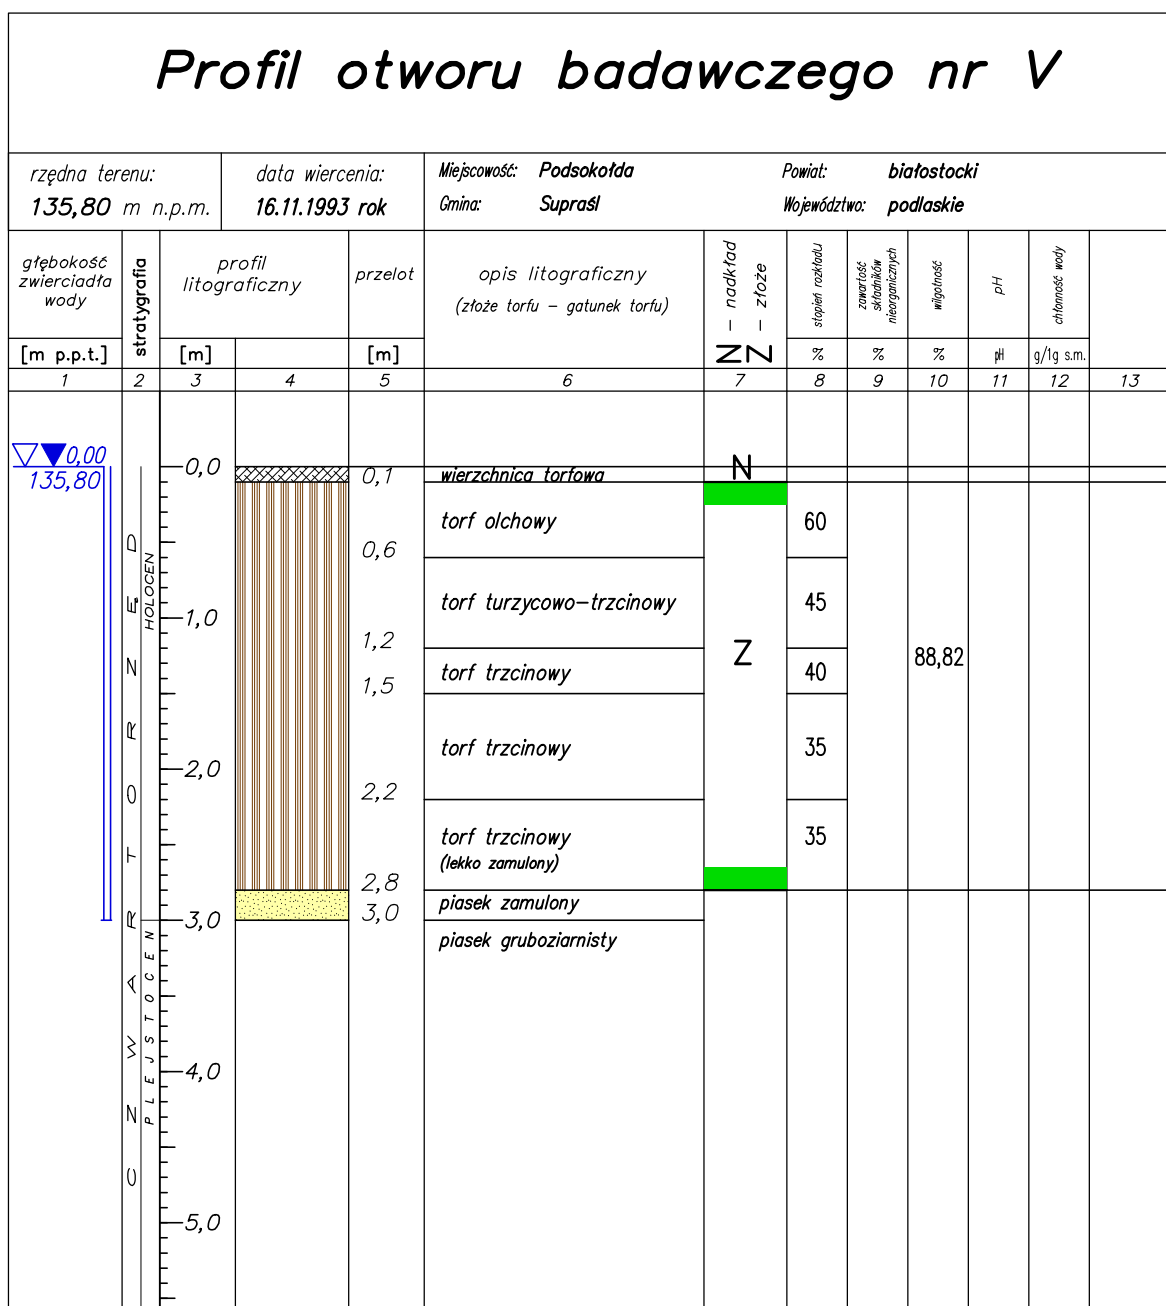 Profil otworu badawczego nr V
rzędna terenu:
135,80 m n.p.m.
data wiercenia:
16.11.1993 rok
Miejscowość: Podsokołda
Powiat: białostocki
Gmina: Supraśl
Województwo: podlaskie
głębokość
zwierciadła
wody
[m p.p.t.]
stratygrafia
profil
litograficzny
[m]
przelot
[m]
opis litograficzny
(złoże torfu – gatunek torfu)
N – nadkład
Z – złoże
stopień rozkładu
%
zawartość
składników
nieorganicznych
%
wilgotność
%
pH
pH
chłonność wody
g/1g s.m.
1 2 3 4 5 6 7 8 9 10 11 12 13
0,00
135,80
CZWARTORZĘD
HOLOCEN
PLEJSTOCEN
0,0
1,0
2,0
3,0
4,0
5,0
0,1 wierzchnica torfowa N
0,6 torf olchowy 60
1,2 torf turzycowo–trzcinowy 45
1,5 torf trzcinowy 40
Z 88,82
2,2 torf trzcinowy 35
2,8 torf trzcinowy 35
(lekko zamulony)
3,0 piasek zamulony
piasek gruboziarnisty